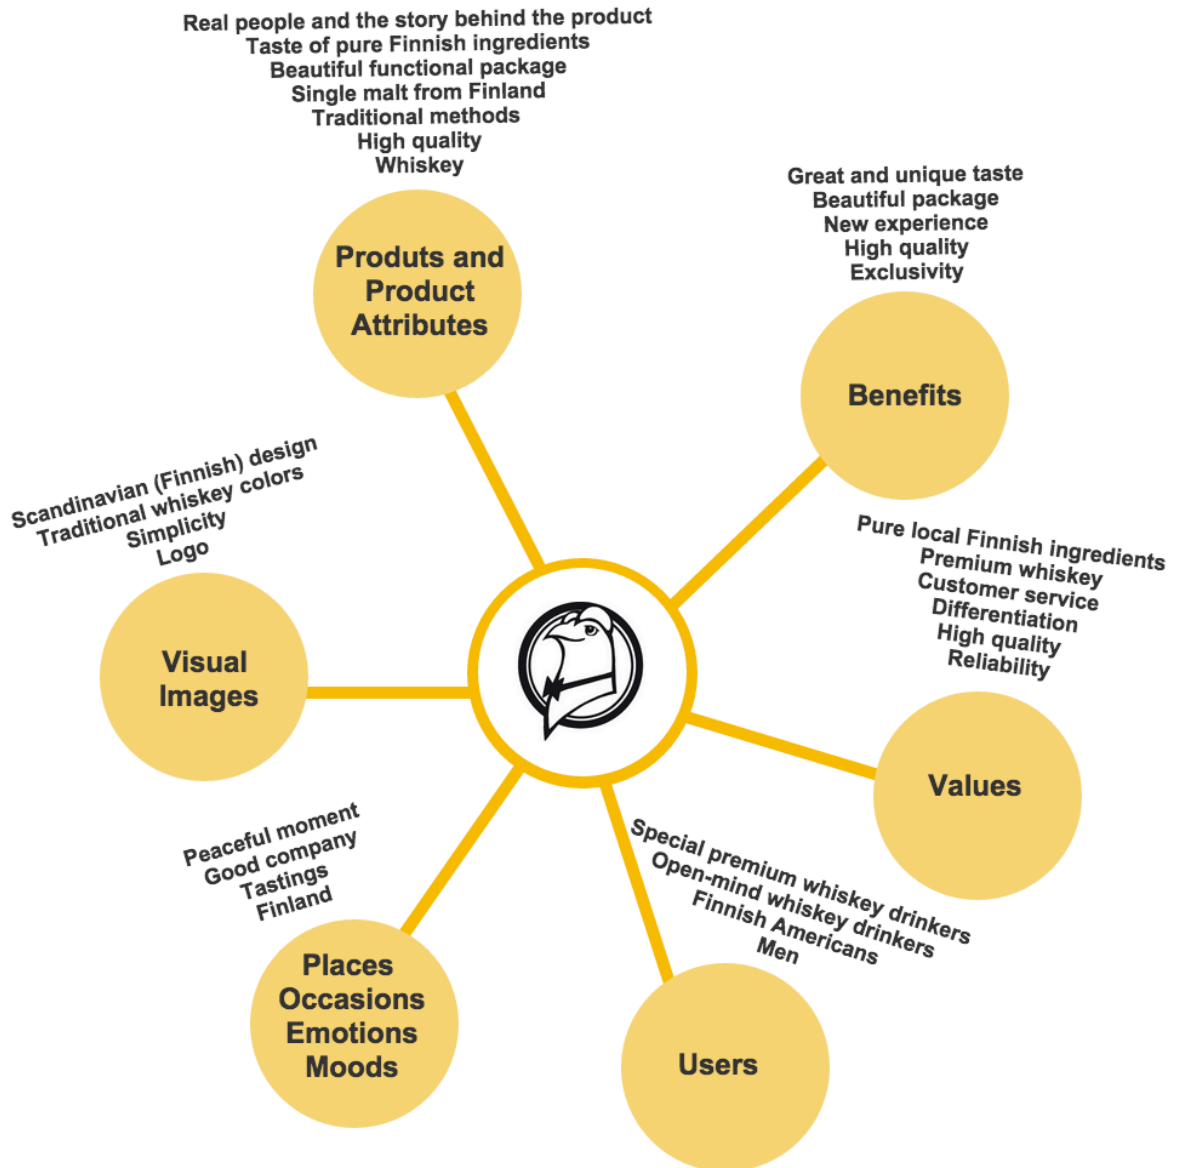 Real people and the story behind the product
Taste of pure Finnish ingredients
Beautiful functional package
Single malt from Finland
Traditional methods
High quality
Whiskey
Produts and
Product
Attributes
Great and unique taste
Beautiful package
New experience
High quality
Exclusivity
Benefits
Scandinavian (Finnish) design
Traditional whiskey colors
Simplicity
Logo
Visual
Images
Pure local Finnish ingredients
Premium whiskey
Customer service
Differentiation
High quality
Reliability
Values
Peaceful moment
Good company
Tastings
Finland
Places
Occasions
Emotions
Moods
Special premium whiskey drinkers
Open-mind whiskey drinkers
Finnish Americans
Men
Users